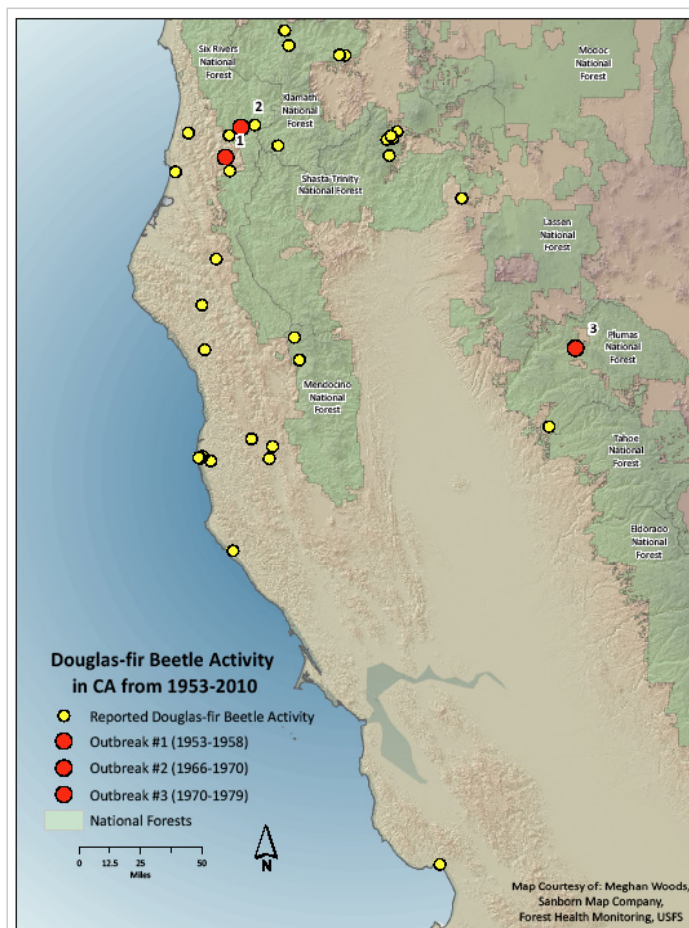 Six Rivers
National
Forest
Modoc
National
Forest
2
Klamath
National
Forest
1
Shasta-Trinity
National Forest
Lassen
National
Forest
3
Plumas
National
Forest
Mendocino
National
Forest
Tahoe
National
Forest
Eldorado
National
Forest
Douglas-fir Beetle Activity
in CA from 1953-2010
Reported Douglas-fir Beetle Activity
Outbreak #1 (1953-1958)
Outbreak #2 (1966-1970)
Outbreak #3 (1970-1979)
National Forests
0 12.5 25 50
Miles
N
Map Courtesy of: Meghan Woods,
Sanborn Map Company,
Forest Health Monitoring, USFS